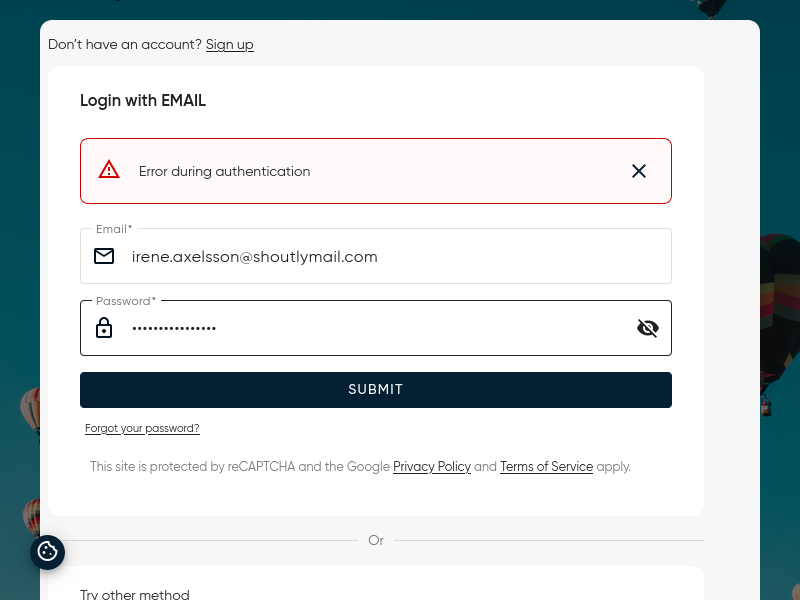 Don’t have an account? Sign up
Login with EMAIL
Error during authentication
Email*
irene.axelsson@shoutlymail.com
Password*
••••••••••••••••
SUBMIT
Forgot your password?
This site is protected by reCAPTCHA and the Google Privacy Policy and Terms of Service apply.
Or
Try other method